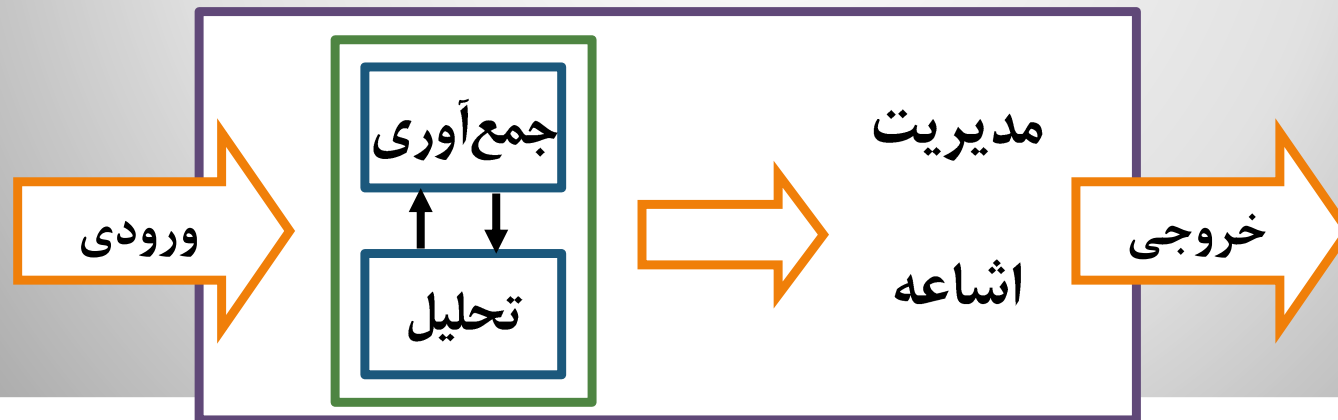 ورودی
جمع‌آوری
تحلیل
مدیریت
اشاعه
خروجی